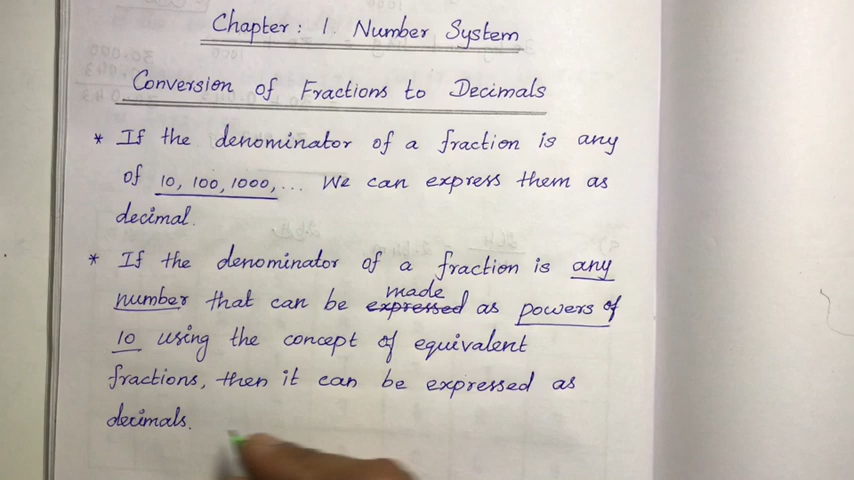 Chapter: 1. Number System
Conversion of Fractions to Decimals
* If the denominator of a fraction is any
of 10, 100, 1000, ... We can express them as
decimal.
* If the denominator of a fraction is any
made
number that can be expressed as powers of
10 using the concept of equivalent
fractions, then it can be expressed as
decimals.